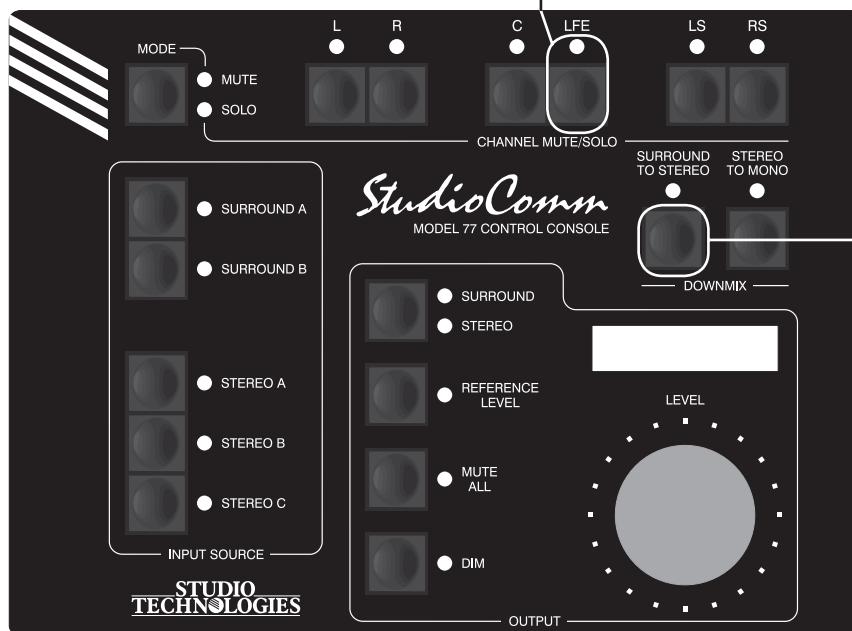 MODE
MUTE
SOLO
L
R
C
LFE
LS
RS
CHANNEL MUTE/SOLO
SURROUND
TO STEREO
STEREO
TO MONO
DOWNMIX
SURROUND A
SURROUND B
STEREO A
STEREO B
STEREO C
INPUT SOURCE
StudioComm
MODEL 77 CONTROL CONSOLE
SURROUND
STEREO
REFERENCE
LEVEL
MUTE
ALL
DIM
LEVEL
OUTPUT
STUDIO
TECHNOLOGIES